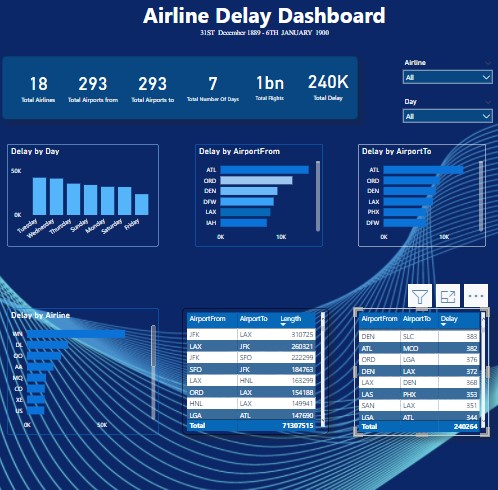 Airline Delay Dashboard
31ST December 1889 - 6TH JANUARY 1900
18 293 293 7 1bn 240K
Total Airlines Total Airports from Total Airports to Total Number Of Days Total Flights Total Delay
Airline
All
Day
All
Delay by Day
50K
0K
Tuesday Wednesday Thursday Sunday Monday Saturday Friday
Delay by AirportFrom
ATL
ORD
DEN
DFW
LAX
IAH
0K 10K
Delay by AirportTo
ATL
ORD
DEN
LAX
PHX
DFW
0K 10K
Delay by Airline
WN
DL
OO
AA
MQ
CO
XE
US
0K 50K
AirportFrom AirportTo Length
JFK LAX 310725
LAX JFK 260321
JFK SFO 222299
SFO JFK 184763
LAX HNL 163299
ORD LAX 154188
HNL LAX 149941
LGA ATL 147690
Total 71307515
AirportFrom AirportTo Delay
DEN SLC 383
ATL MCO 382
ORD LGA 376
DEN LAX 372
LAX DEN 368
LAS PHX 353
SAN LAX 351
LGA ATL 344
Total 240264